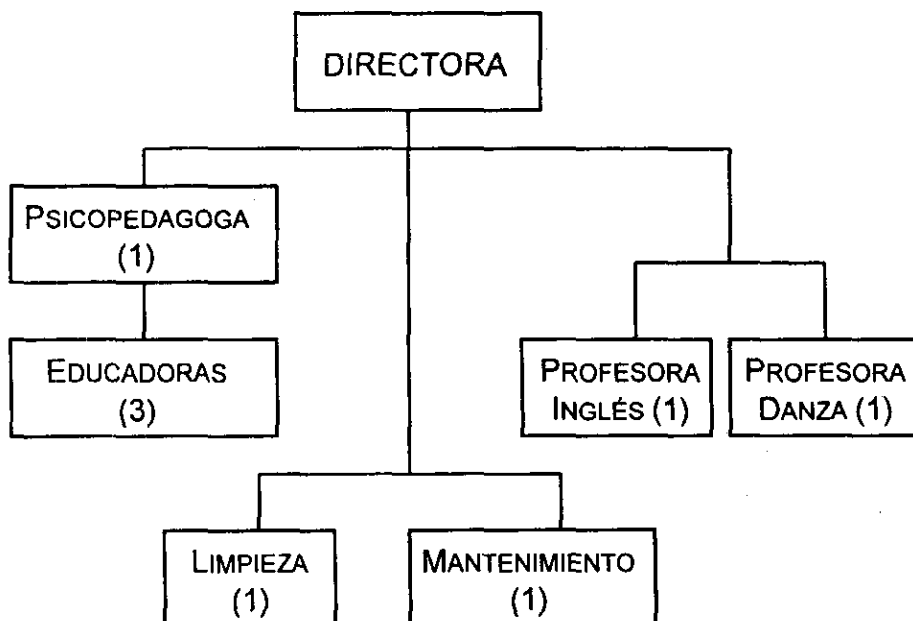 DIRECTORA
PSICOPEDAGOGA
(1)
EDUCADORAS
(3)
PROFESORA
INGLÉS (1)
PROFESORA
DANZA (1)
LIMPIEZA
(1)
MANTENIMIENTO
(1)